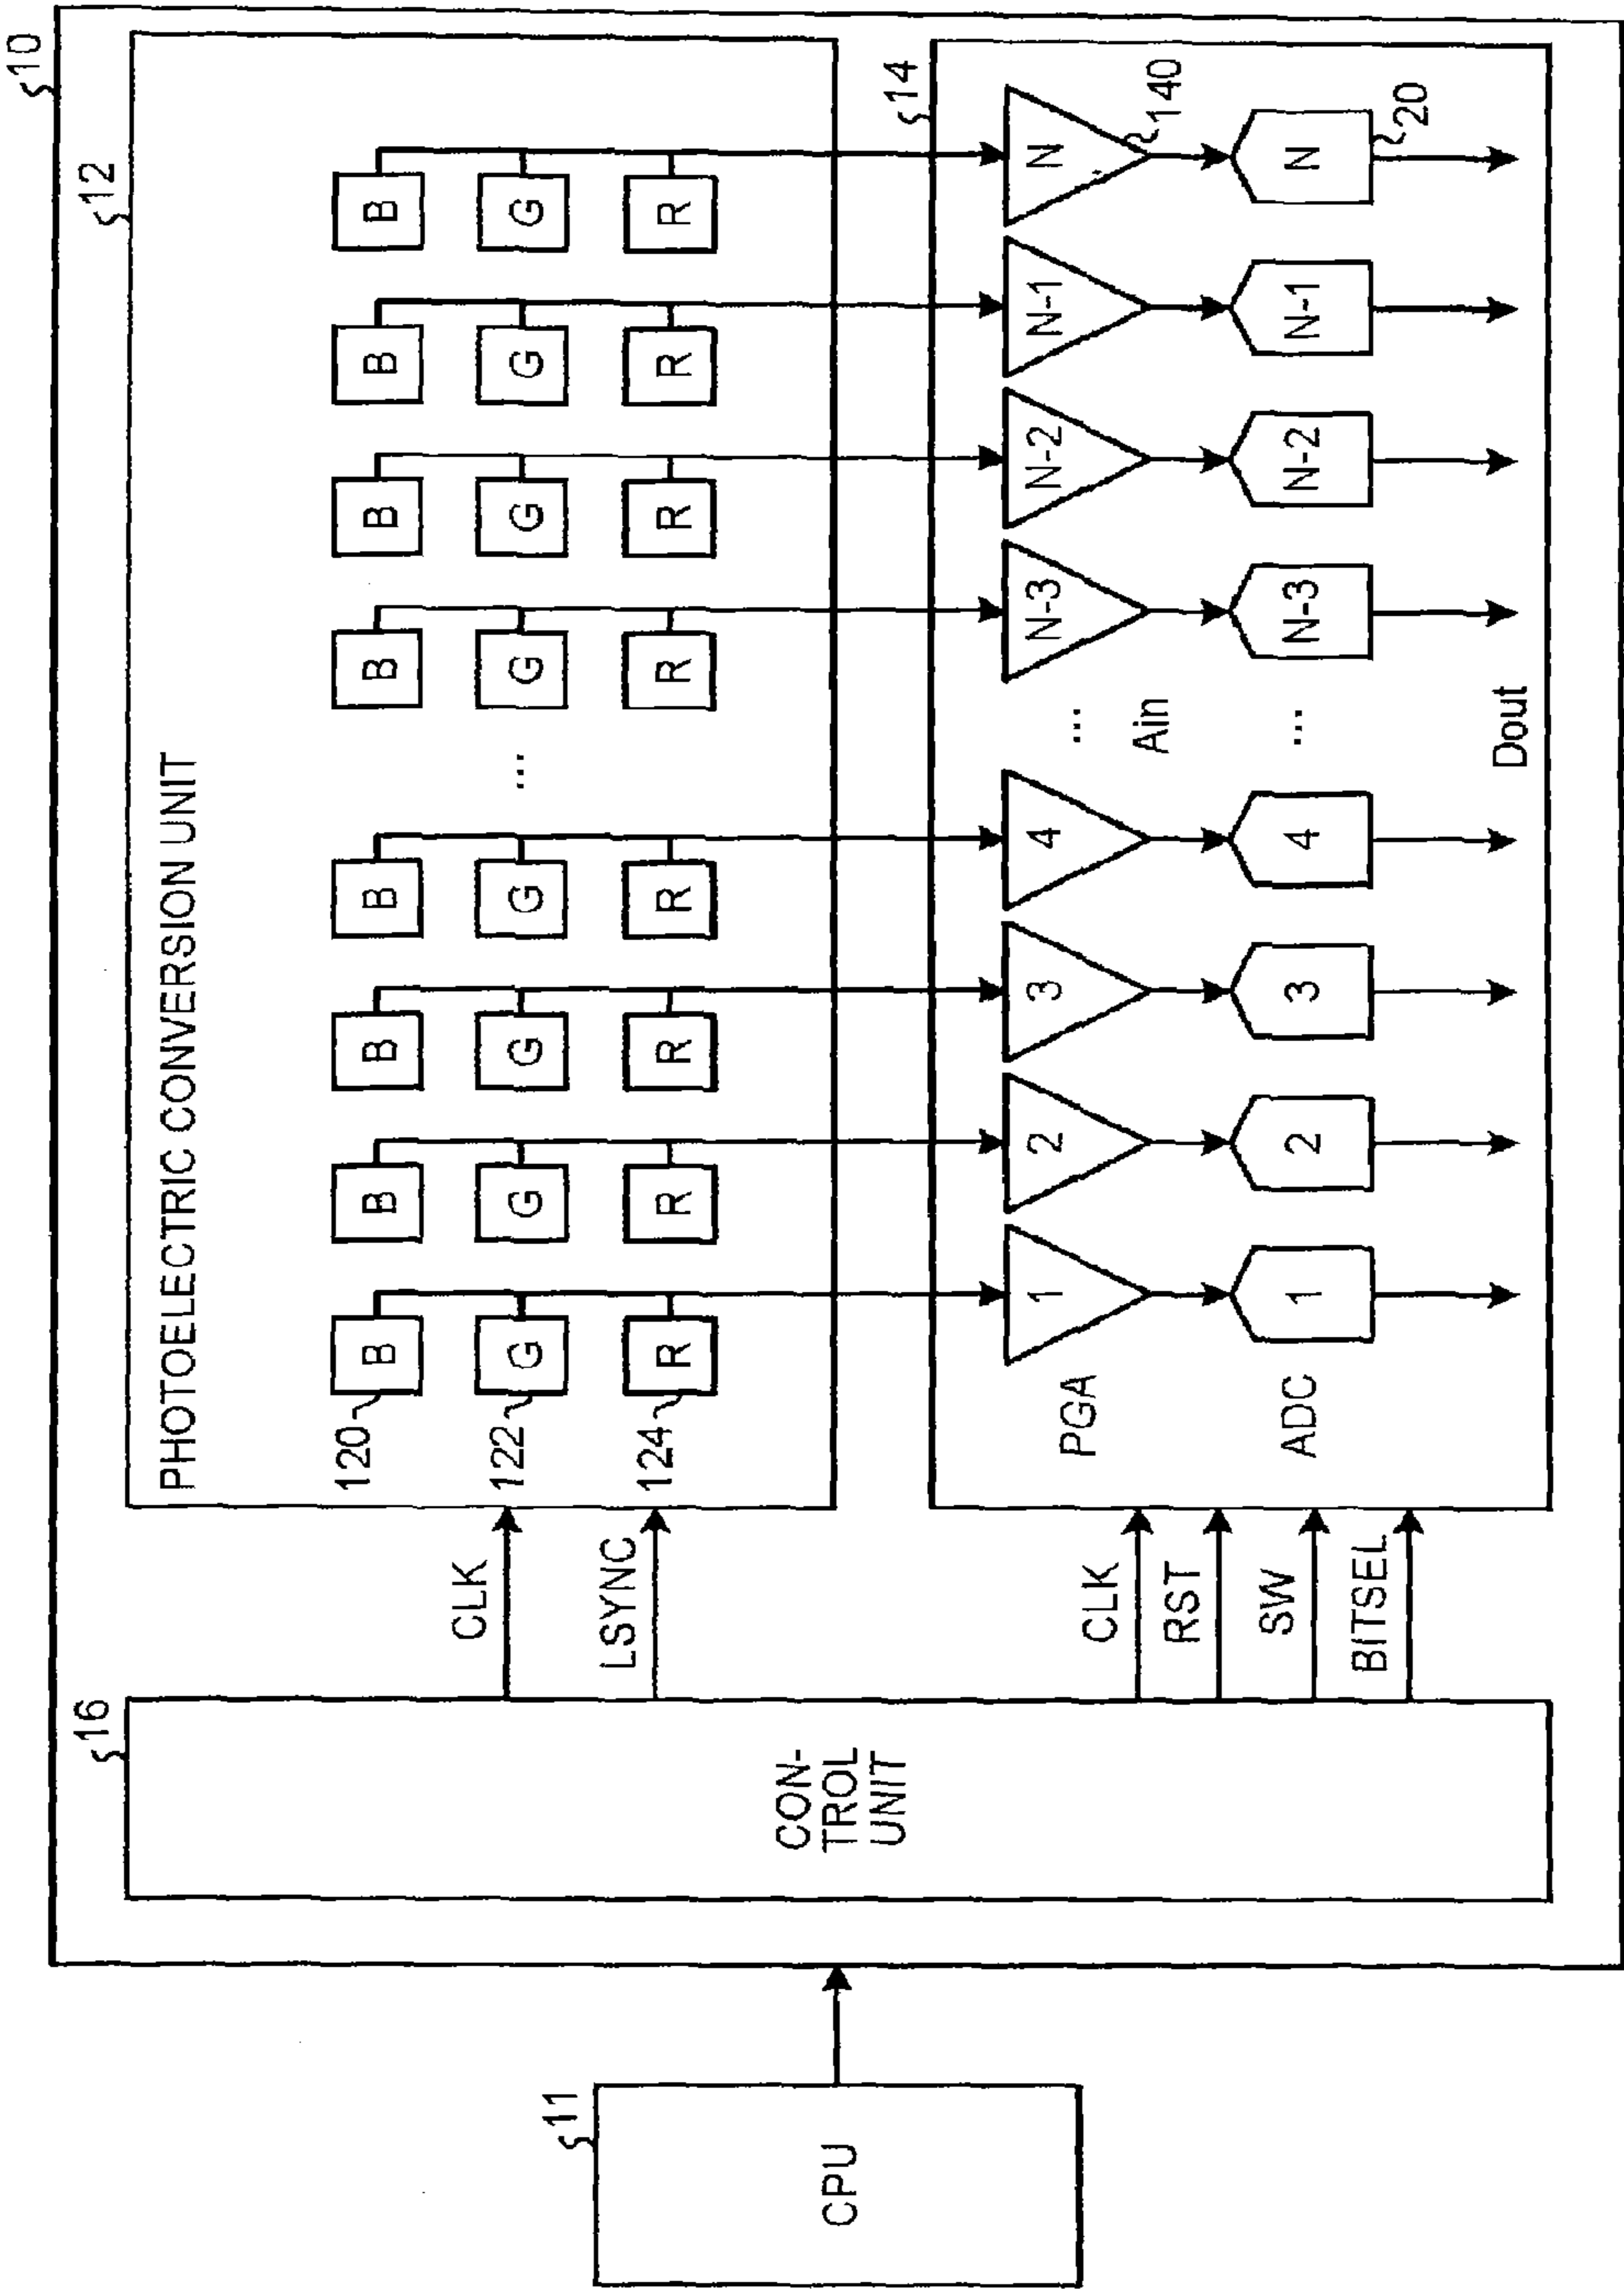 10
12
PHOTOELECTRIC CONVERSION UNIT
120
B B B B B B B B
122
G G G G ... G G G G
124
R R R R R R R R
16
CON-
TROL
UNIT
CLK
LSYNC
14
PGA
1 2 3 4 ... N-3 N-2 N-1 N
140
Ain
ADC
1 2 3 4 ... N-3 N-2 N-1 N
20
Dout
CLK
RST
SW
BITSEL
11
CPU